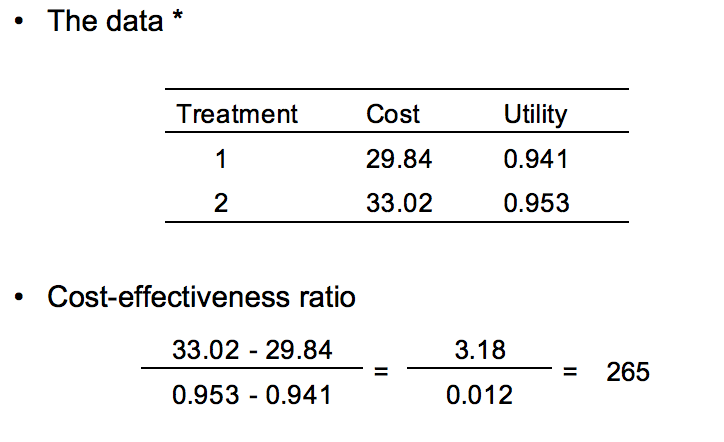 • The data *
Treatment Cost Utility
1 29.84 0.941
2 33.02 0.953
• Cost-effectiveness ratio
33.02 - 29.84 3.18
= = 265
0.953 - 0.941 0.012